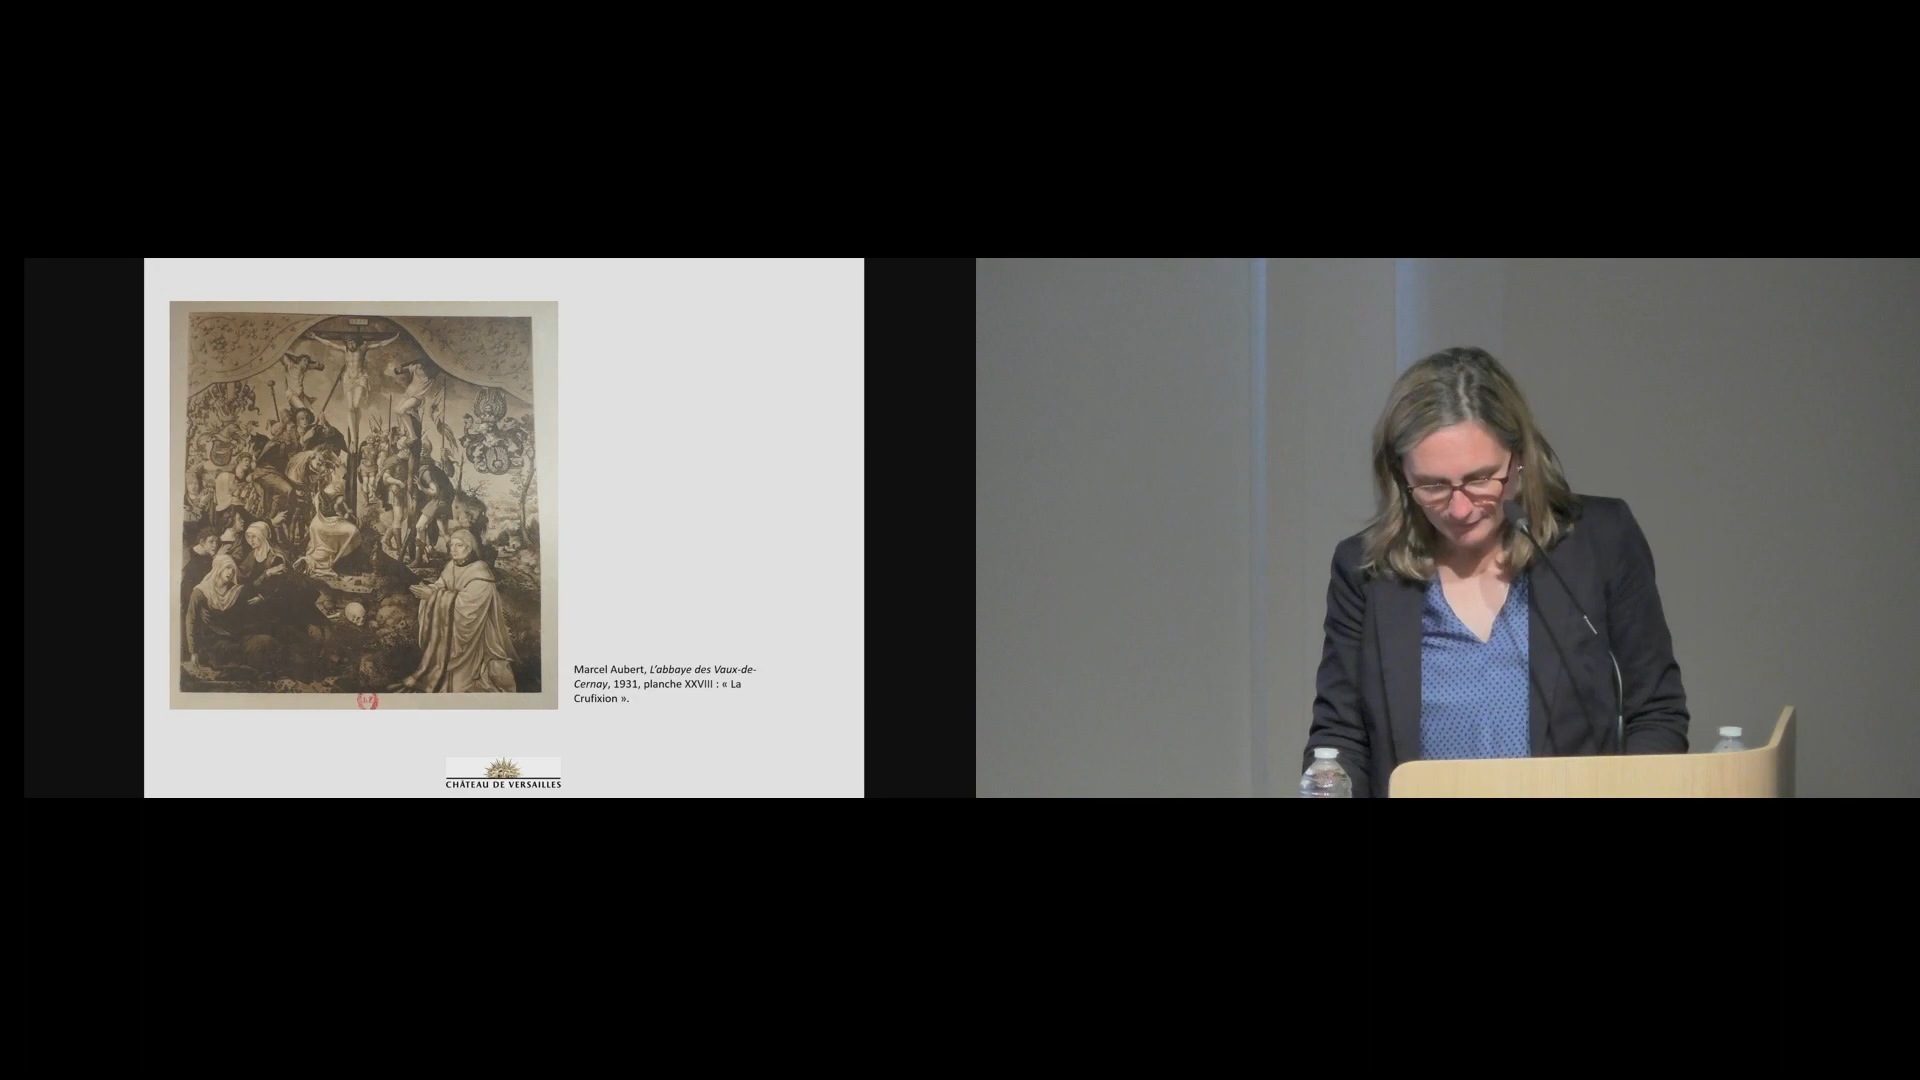 Marcel Aubert, L'abbaye des Vaux-de-
Cernay, 1931, planche XXVIII : « La
Crufixion ».
CHÂTEAU DE VERSAILLES